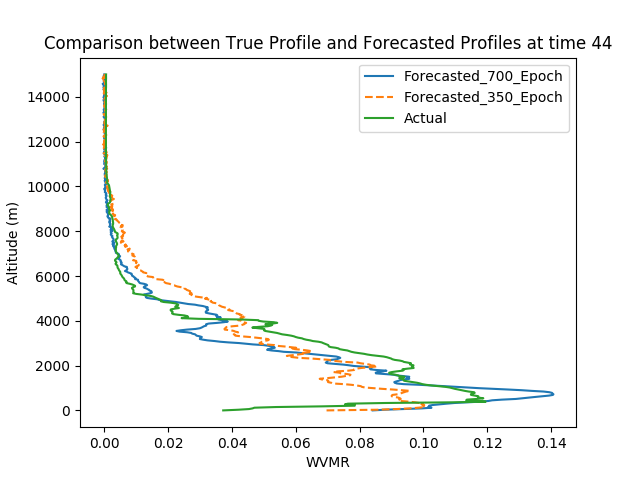 Comparison between True Profile and Forecasted Profiles at time 44
Forecasted_700_Epoch
Forecasted_350_Epoch
Actual
14000
12000
10000
8000
6000
4000
2000
0
Altitude (m)
0.00 0.02 0.04 0.06 0.08 0.10 0.12 0.14
WVMR